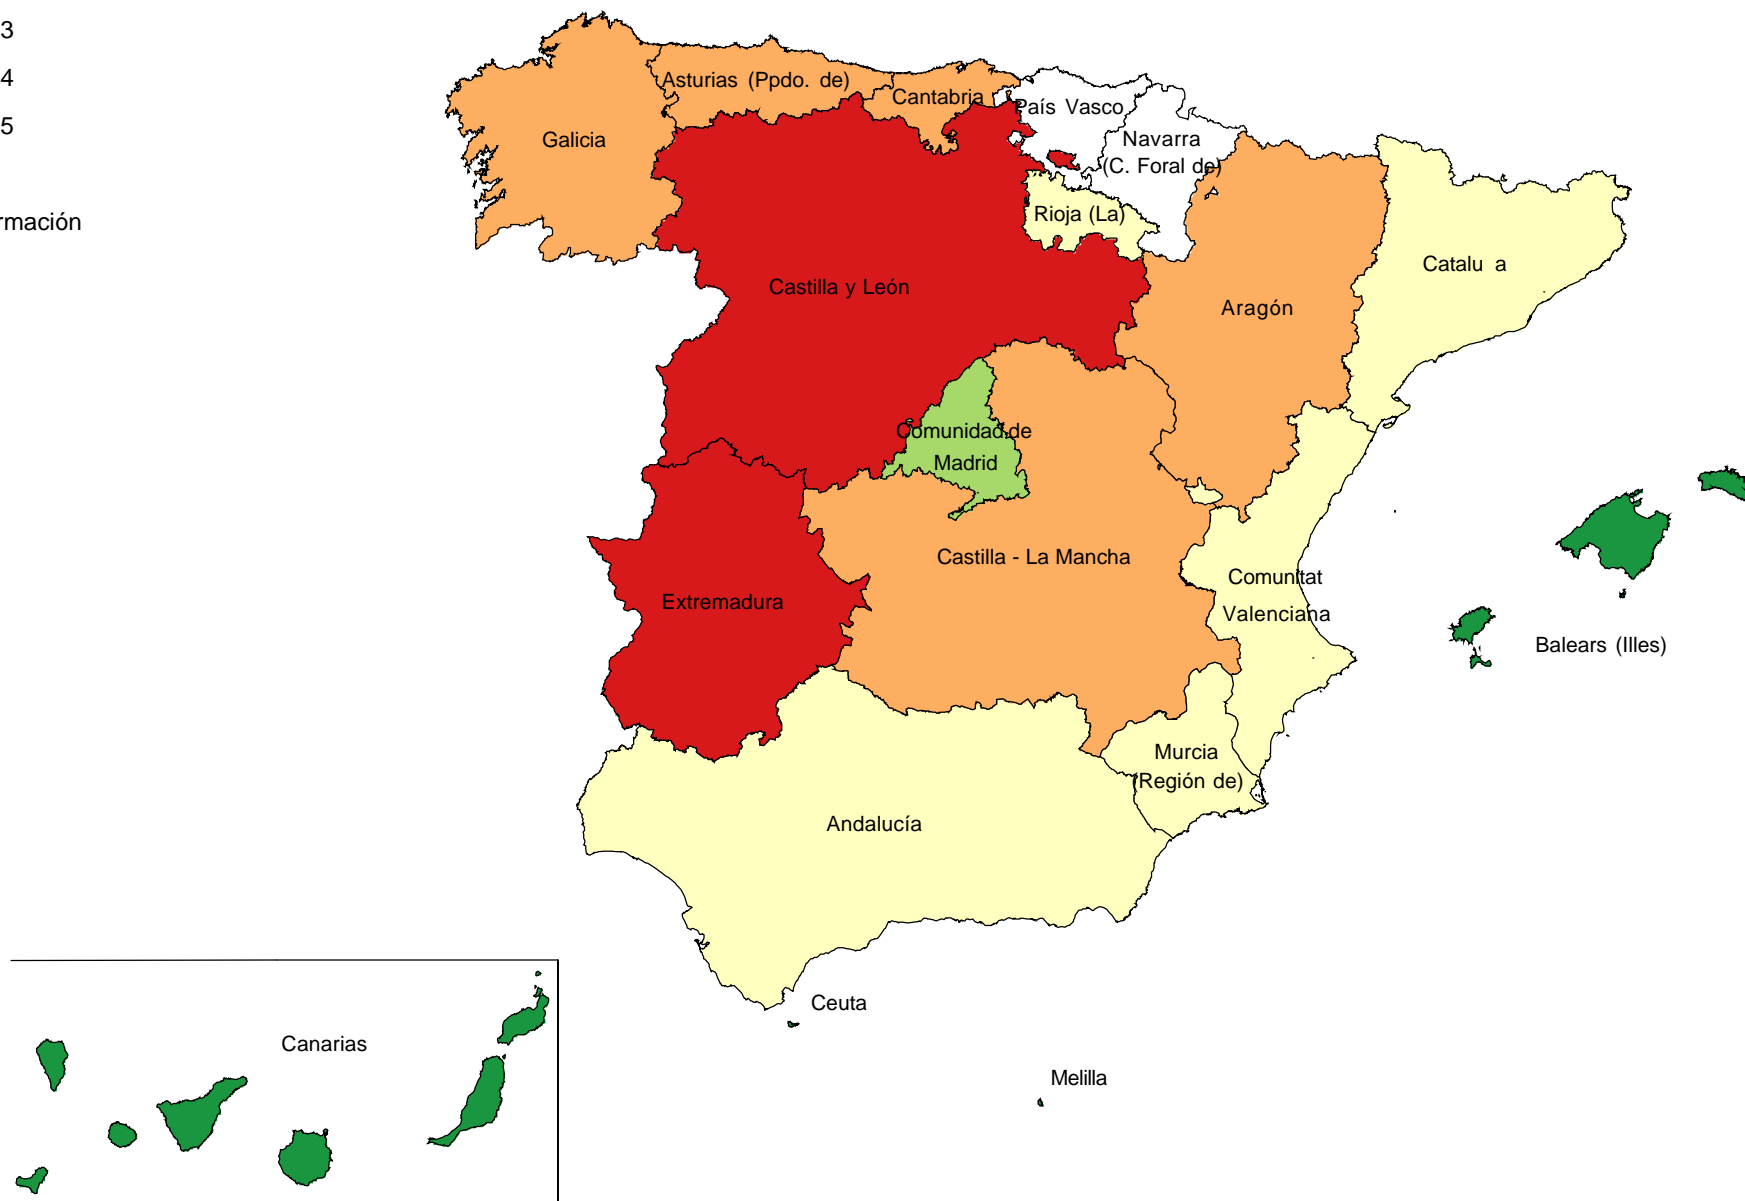 3
4
5
rmación
Asturias (Ppdo. de)
Cantabria
País Vasco
Galicia
Navarra
(C. Foral de)
Rioja (La)
Catalu a
Castilla y León
Aragón
Comunidad de
Madrid
Castilla - La Mancha
Comunitat
Valenciana
Extremadura
Balears (Illes)
Murcia
(Región de)
Andalucía
Ceuta
Canarias
Melilla